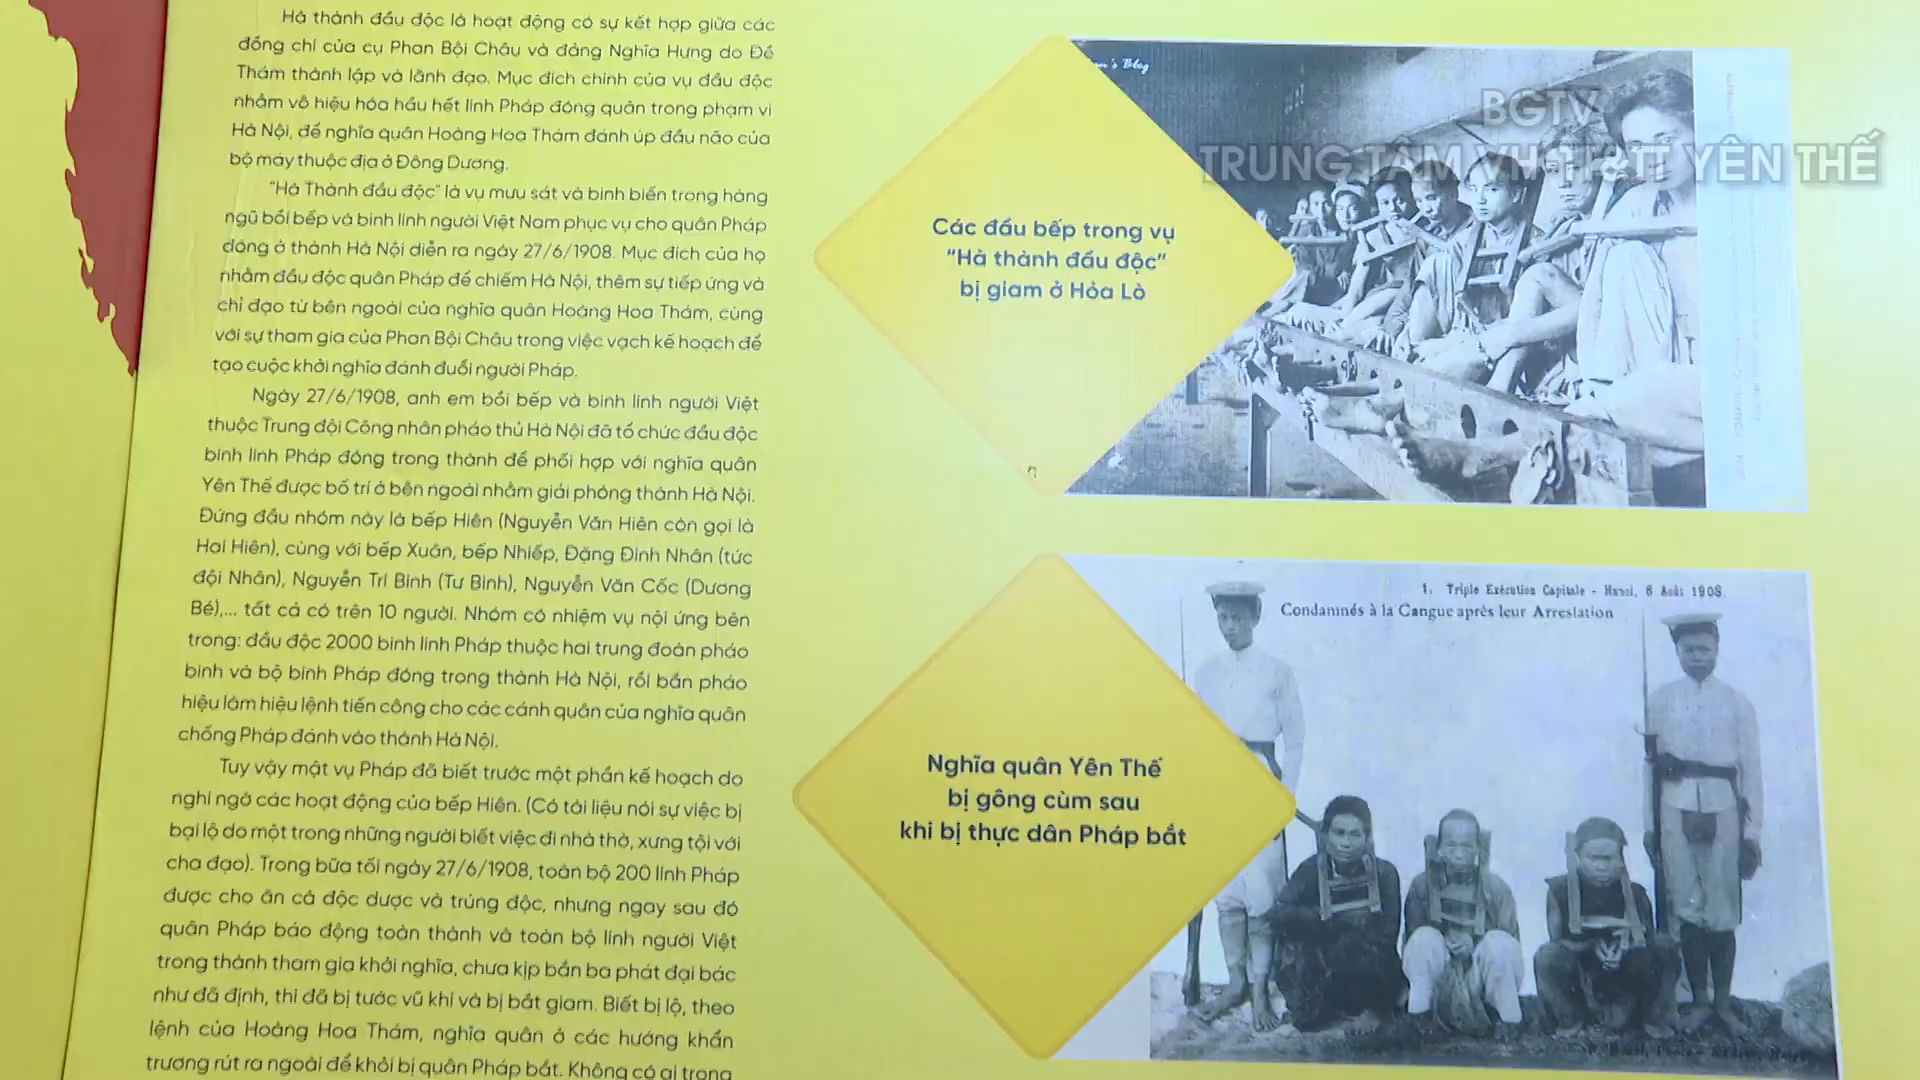 Hà thành đầu độc là hoạt động có sự kết hợp giữa các
đồng chí của cụ Phan Bội Châu và đảng Nghĩa Hưng do Đề
Thám thành lập và lãnh đạo. Mục đích chính của vụ đầu độc
nhằm vô hiệu hóa hầu hết lính Pháp đóng quân trong phạm vi
Hà Nội, để nghĩa quân Hoàng Hoa Thám đánh úp đầu não của
bộ máy thuộc địa ở Đông Dương.
"Hà Thành đầu độc" là vụ mưu sát và binh biến trong hàng
ngũ bồi bếp và binh lính người Việt Nam phục vụ cho quân Pháp
đóng ở thành Hà Nội diễn ra ngày 27/6/1908. Mục đích của họ
nhằm đầu độc quân Pháp để chiếm Hà Nội, thêm sự tiếp ứng và
chỉ đạo từ bên ngoài của nghĩa quân Hoàng Hoa Thám, cùng
với sự tham gia của Phan Bội Châu trong việc vạch kế hoạch để
tạo cuộc khởi nghĩa đánh đuổi người Pháp.
Ngày 27/6/1908, anh em bồi bếp và binh lính người Việt
thuộc Trung đội Công nhân pháo thủ Hà Nội đã tổ chức đầu độc
binh lính Pháp đóng trong thành để phối hợp với nghĩa quân
Yên Thế được bố trí ở bên ngoài nhằm giải phóng thành Hà Nội.
Đứng đầu nhóm này là bếp Hiên (Nguyễn Văn Hiên còn gọi là
Hai Hiên), cùng với bếp Xuân, bếp Nhiếp, Đặng Đình Nhân (tức
đội Nhân), Nguyễn Trí Bình (Tư Bình), Nguyễn Văn Cốc (Dương
Bé),... tất cả có trên 10 người. Nhóm có nhiệm vụ nội ứng bên
trong: đầu độc 2000 binh lính Pháp thuộc hai trung đoàn pháo
binh và bộ binh Pháp đóng trong thành Hà Nội, rồi bắn pháo
hiệu làm hiệu lệnh tiến công cho các cánh quân của nghĩa quân
chống Pháp đánh vào thành Hà Nội.
Tuy vậy mật vụ Pháp đã biết trước một phần kế hoạch do
nghi ngờ các hoạt động của bếp Hiên. (Có tài liệu nói sự việc bị
bại lộ do một trong những người biết việc đi nhà thờ, xưng tội với
cha đạo). Trong bữa tối ngày 27/6/1908, toàn bộ 200 lính Pháp
được cho ăn cà độc dược và trúng độc, nhưng ngay sau đó
quân Pháp báo động toàn thành và toàn bộ lính người Việt
trong thành tham gia khởi nghĩa, chưa kịp bắn ba phát đại bác
như đã định, thì đã bị tước vũ khí và bị bắt giam. Biết bị lộ, theo
lệnh của Hoàng Hoa Thám, nghĩa quân ở các hướng khẩn
trương rút ra ngoài để khỏi bị quân Pháp bắt. Không có ai trong
Các đầu bếp trong vụ
"Hà thành đầu độc"
bị giam ở Hỏa Lò
Blog
BGTV
TRUNG TÂM VH-TT&TT YÊN THẾ
Nghĩa quân Yên Thế
bị gông cùm sau
khi bị thực dân Pháp bắt
1. Triple Exécution Capitale - Hanoi, 6 Août 1908.
Condamnés à la Cangue après leur Arrestation